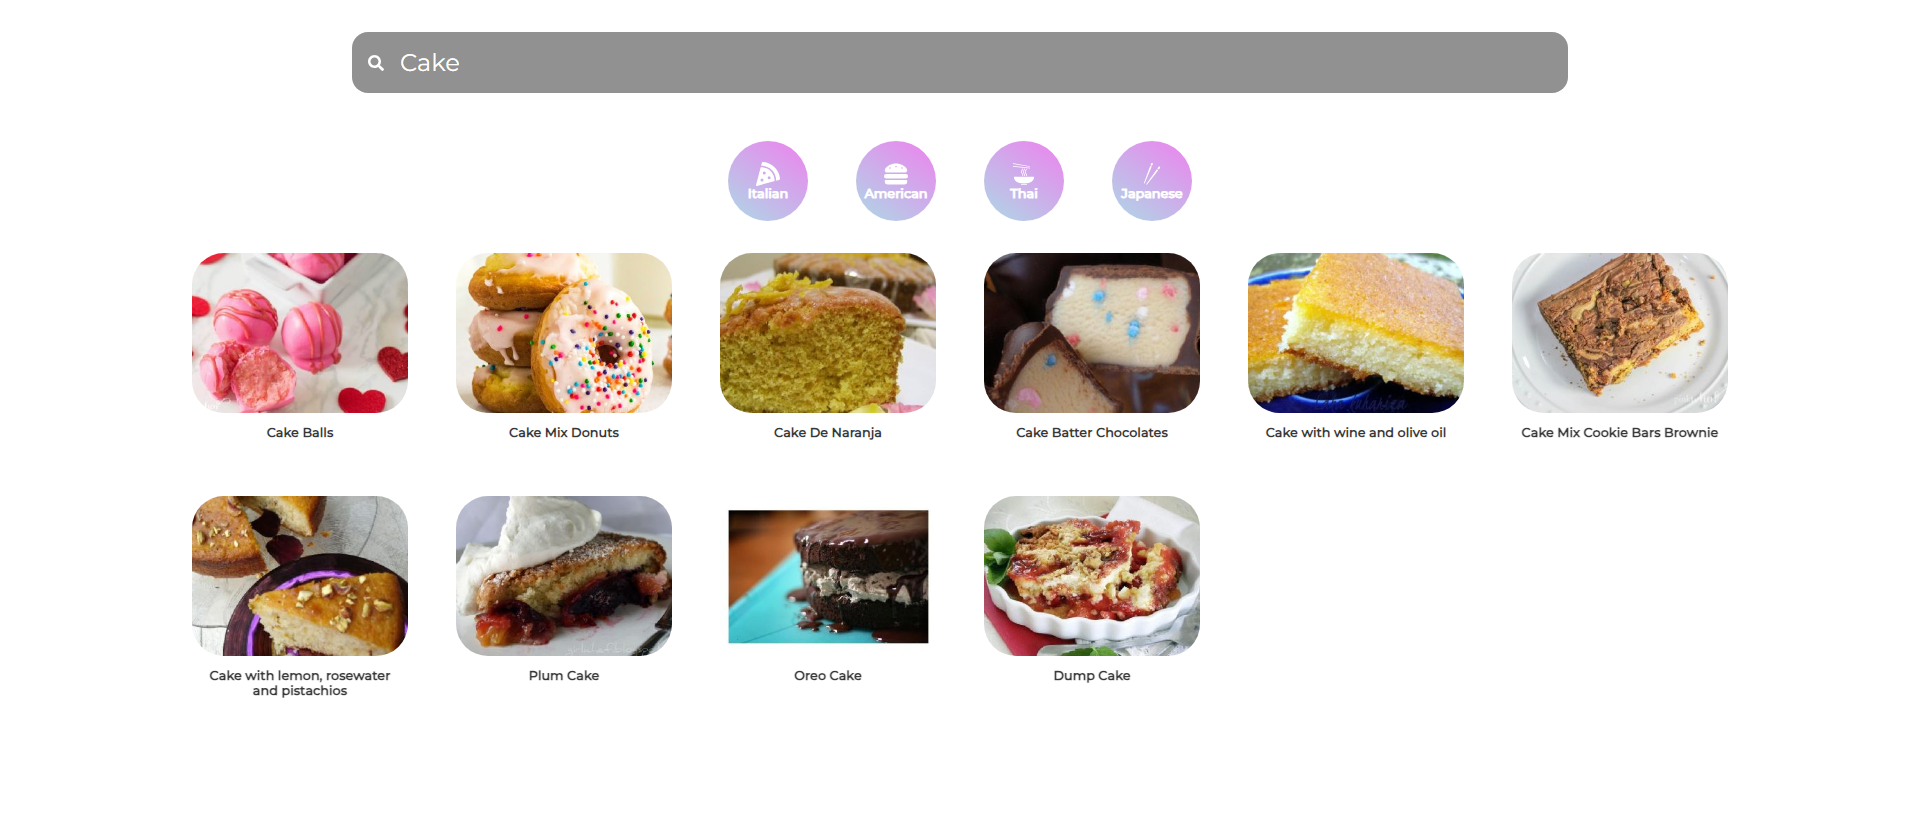 Cake
Italian
American
Thai
Japanese
Cake Balls
Cake Mix Donuts
Cake De Naranja
Cake Batter Chocolates
Cake with wine and olive oil
Cake Mix Cookie Bars Brownie
Cake with lemon, rosewater
and pistachios
Plum Cake
Oreo Cake
Dump Cake